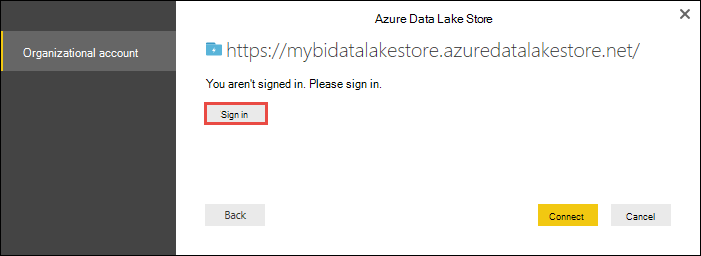 Azure Data Lake Store
Organizational account
https://mybidatalakestore.azuredatalakestore.net/
You aren't signed in. Please sign in.
Sign in
Back
Connect
Cancel